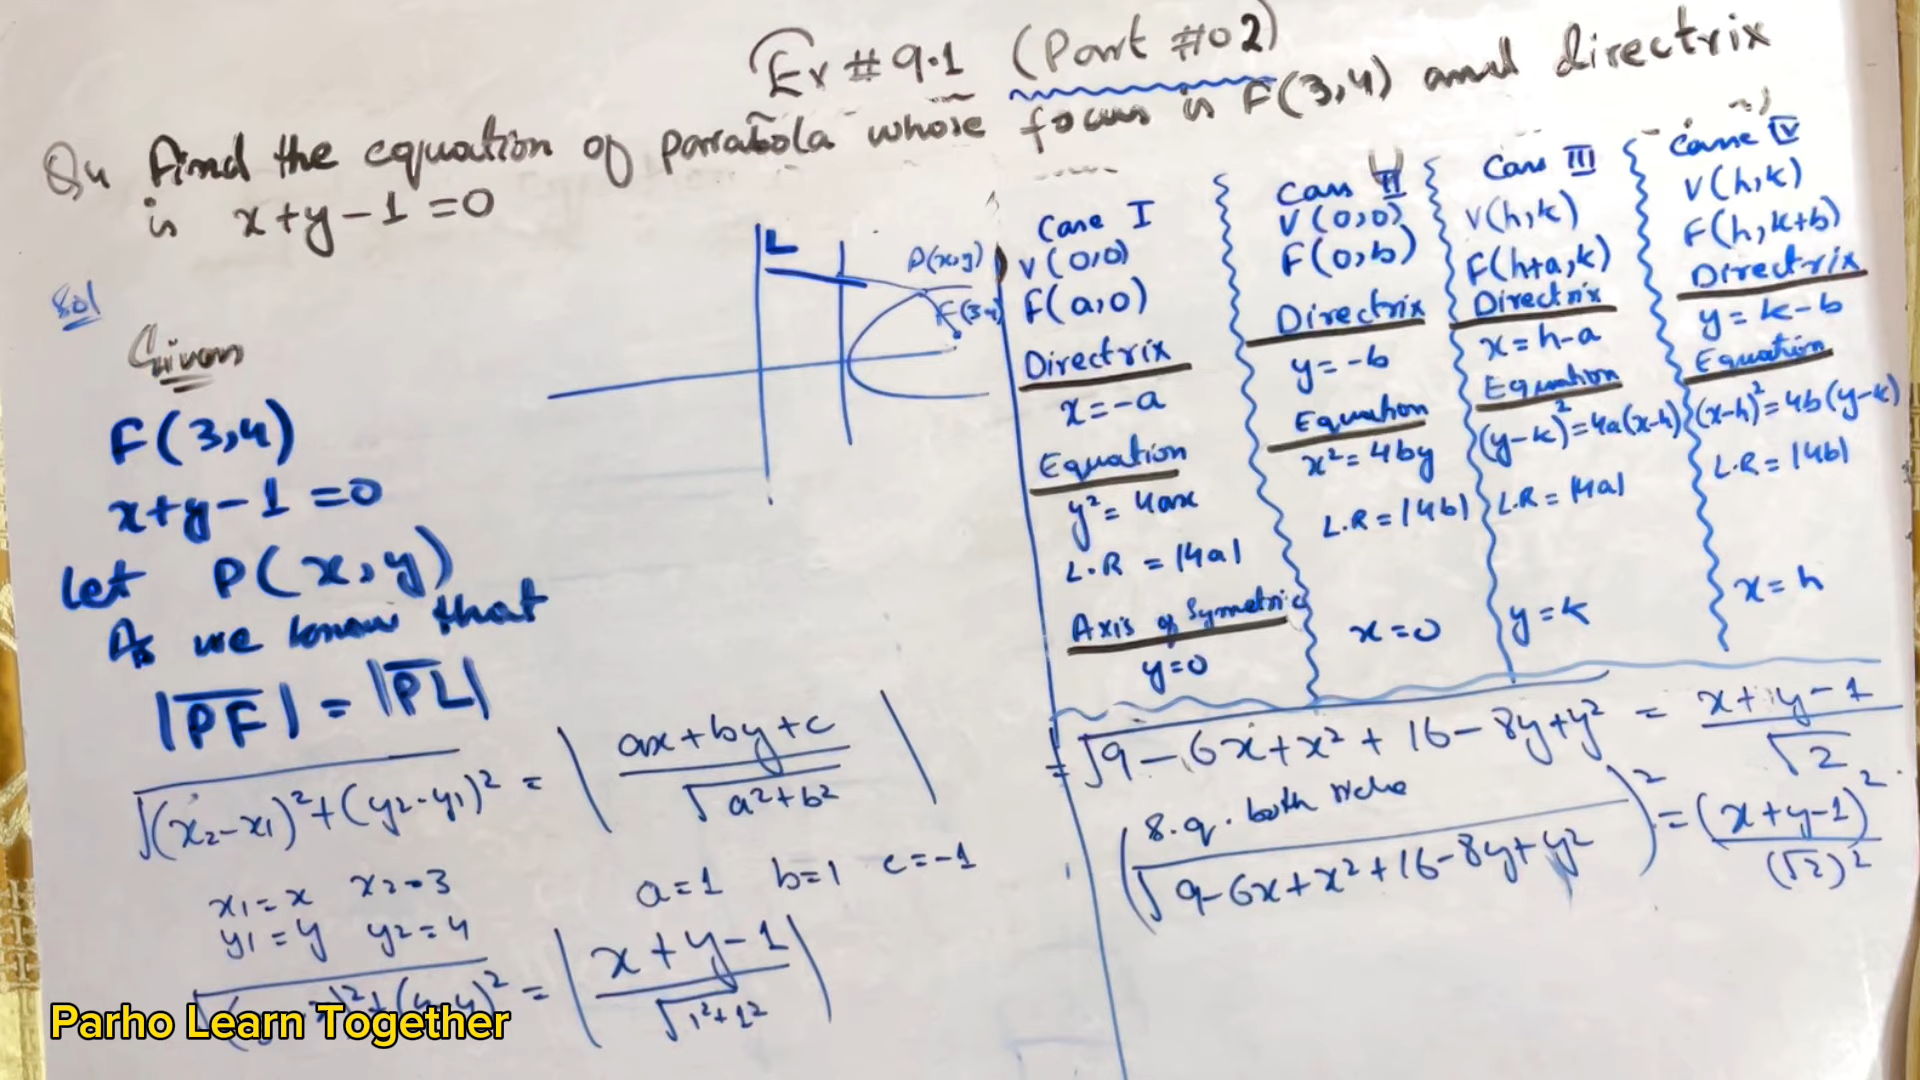 Ex # 9.1 (Part #02)
Q4 Find the equation of parabola whose focus is F(3,4) and directrix
is x+y-1=0
Sol
Given
F(3,4)
x+y-1=0
Let P(x,y)
As we know that
|PF| = |PL|
√(x₂-x₁)²+(y₂-y₁)² = | ax+by+c / √a²+b² |
x₁=x x₂=3
y₁=y y₂=4
a=1 b=1 c=-1
= | x+y-1 / √1²+1² |
L
P(x,y)
F(3,4)
Case I
V(0,0)
F(a,0)
Directrix
x=-a
Equation
y²=4ax
L.R = |4a|
Axis of Symetric
y=0
Case II
V(0,0)
F(0,b)
Directrix
y=-b
Equation
x²=4by
L.R = |4b|
x=0
Case III
V(h,k)
F(h+a,k)
Directrix
x=h-a
Equation
(y-k)²=4a(x-h)
L.R = |4a|
y=k
Case IV
V(h,k)
F(h,k+b)
Directrix
y=k-b
Equation
(x-h)²=4b(y-k)
L.R = |4b|
x=h
= √9-6x+x²+16-8y+y² = x+y-1 / √2
S.q. both side
(√9-6x+x²+16-8y+y²)² = (x+y-1)² / (√2)²
Parho Learn Together